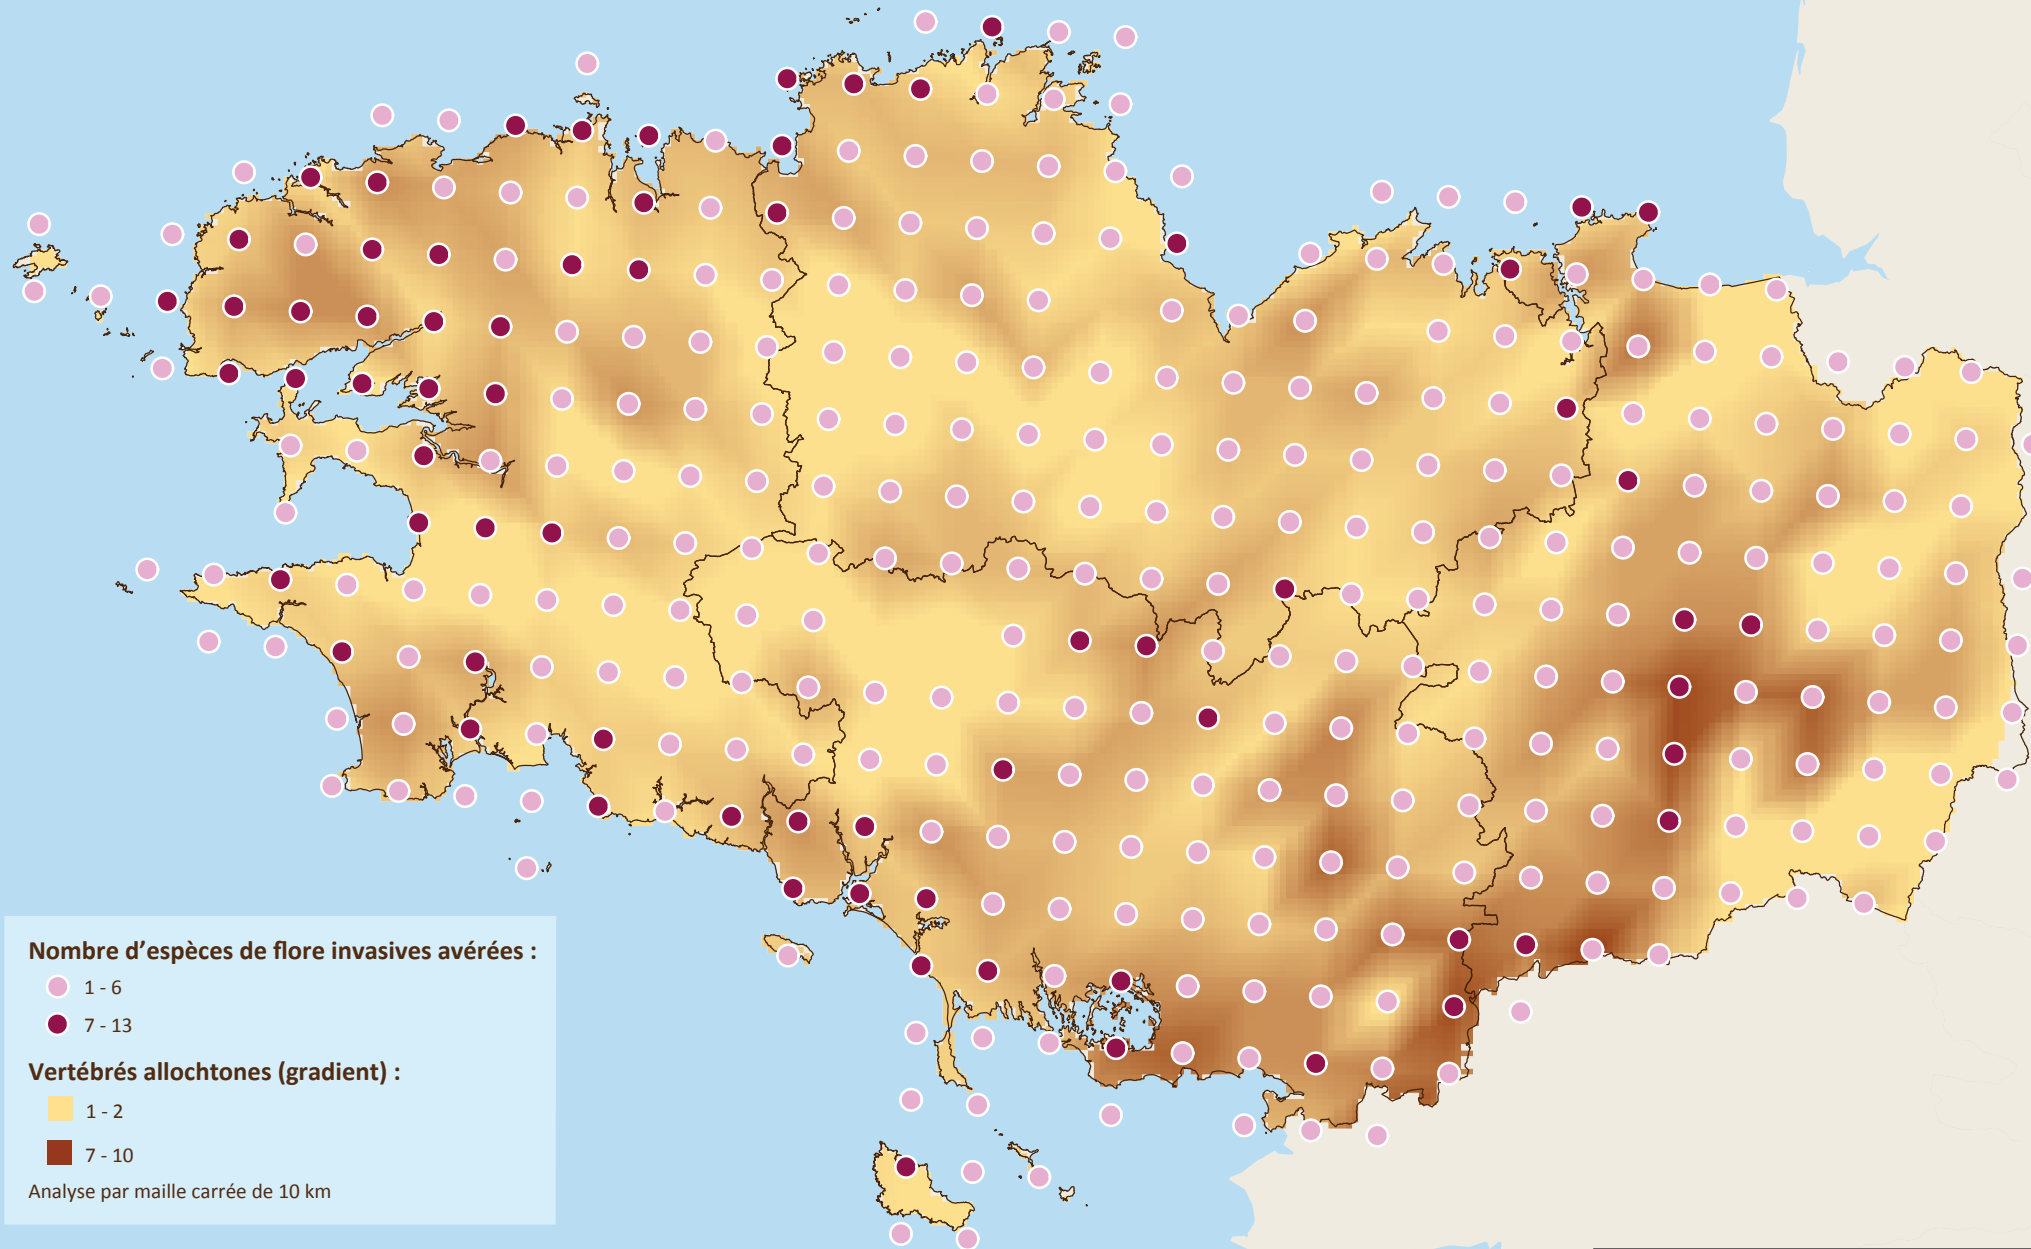 Nombre d'espèces de flore invasives avérées :
1 - 6
7 - 13
Vertébrés allochtones (gradient) :
1 - 2
7 - 10
Analyse par maille carrée de 10 km